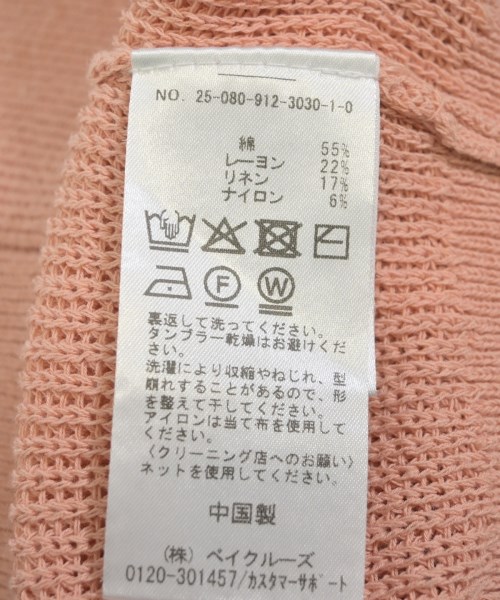 NO. 25-080-912-3030-1-0
綿 55%
レーヨン 22%
リネン 17%
ナイロン 6%
F W
裏返して洗ってください。
タンブラー乾燥はお避けくだ
さい。
洗濯により収縮やねじれ、型
崩れすることがあるので、形
を整えて干してください。
アイロンは当て布を使用して
ください。
〈クリーニング店へのお願い〉
ネットを使用してください。
中国製
(株) ベイクルーズ
0120-301457/カスタマーサポート